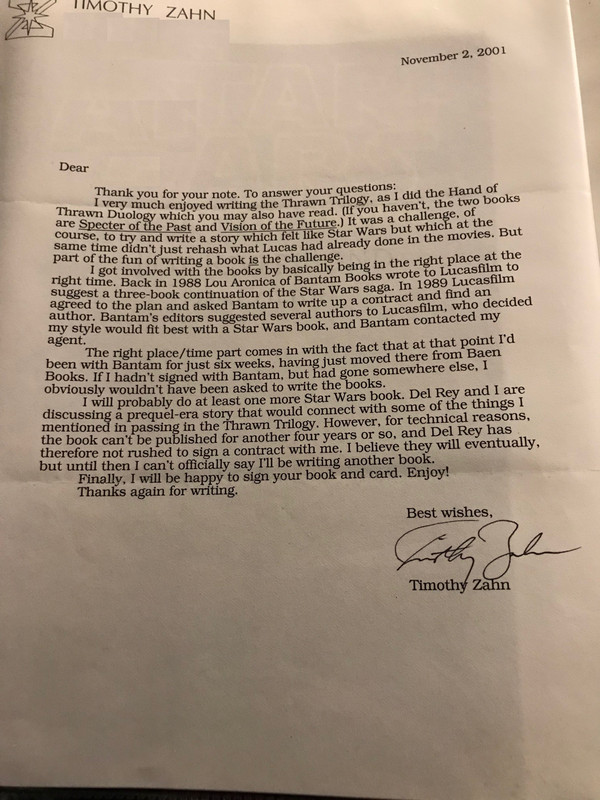 TIMOTHY ZAHN
November 2, 2001
Dear
Thank you for your note. To answer your questions:
I very much enjoyed writing the Thrawn Trilogy, as I did the Hand of
Thrawn Duology which you may also have read. (If you haven't, the two books
are Specter of the Past and Vision of the Future.) It was a challenge, of
course, to try and write a story which felt like Star Wars but which at the
same time didn't just rehash what Lucas had already done in the movies. But
part of the fun of writing a book is the challenge.
I got involved with the books by basically being in the right place at the
right time. Back in 1988 Lou Aronica of Bantam Books wrote to Lucasfilm to
suggest a three-book continuation of the Star Wars saga. In 1989 Lucasfilm
agreed to the plan and asked Bantam to write up a contract and find an
author. Bantam's editors suggested several authors to Lucasfilm, who decided
my style would fit best with a Star Wars book, and Bantam contacted my
agent.
The right place/time part comes in with the fact that at that point I'd
been with Bantam for just six weeks, having just moved there from Baen
Books. If I hadn't signed with Bantam, but had gone somewhere else, I
obviously wouldn't have been asked to write the books.
I will probably do at least one more Star Wars book. Del Rey and I are
discussing a prequel-era story that would connect with some of the things I
mentioned in passing in the Thrawn Trilogy. However, for technical reasons,
the book can't be published for another four years or so, and Del Rey has
therefore not rushed to sign a contract with me. I believe they will eventually,
but until then I can't officially say I'll be writing another book.
Finally, I will be happy to sign your book and card. Enjoy!
Thanks again for writing.
Best wishes,
Timothy Zahn
Timothy Zahn